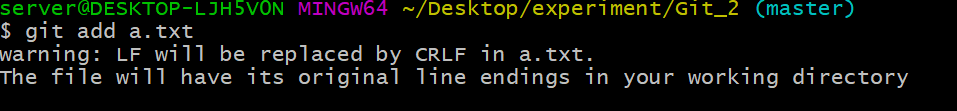 server@DESKTOP-LJH5V0N MINGW64 ~/Desktop/experiment/Git_2 (master)
$ git add a.txt
warning: LF will be replaced by CRLF in a.txt.
The file will have its original line endings in your working directory